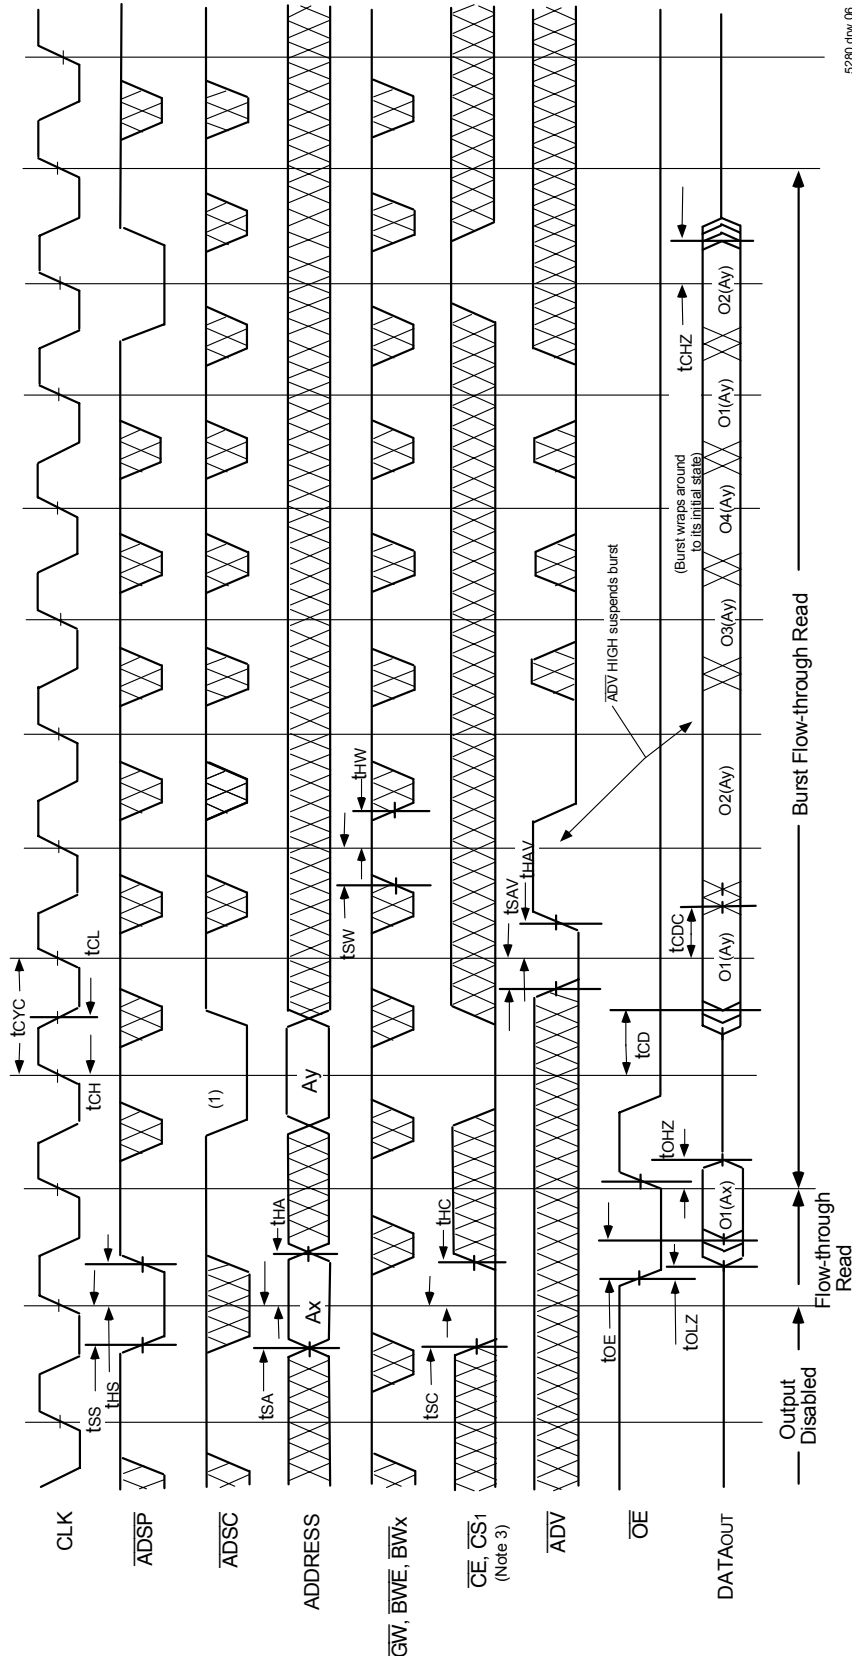 5280 drw 06
CLK
tCYC
tCH
tCL
tSS
tHS
ADSP
ADSC
(1)
ADDRESS
tSA
tHA
Ax
Ay
GW, BWE, BWx
tSW
tHW
CE, CS1
(Note 3)
tSC
tHC
ADV
tSAV
tHAV
ADV HIGH suspends burst
OE
tOE
tOHZ
tOLZ
tCD
tCDC
(Burst wraps around
to its initial state)
tCHZ
DATAOUT
O1(Ax)
O1(Ay)
O2(Ay)
O3(Ay)
O4(Ay)
O1(Ay)
O2(Ay)
Output
Disabled
Flow-through
Read
Burst Flow-through Read